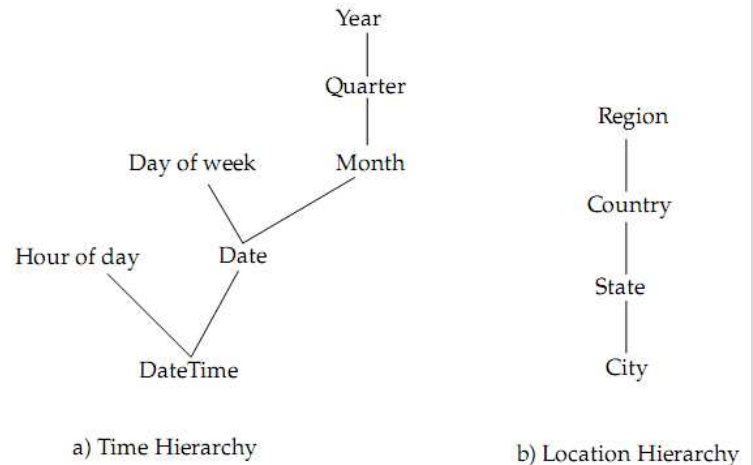 Year
Quarter
Month
Day of week
Date
Hour of day
DateTime
a) Time Hierarchy
Region
Country
State
City
b) Location Hierarchy